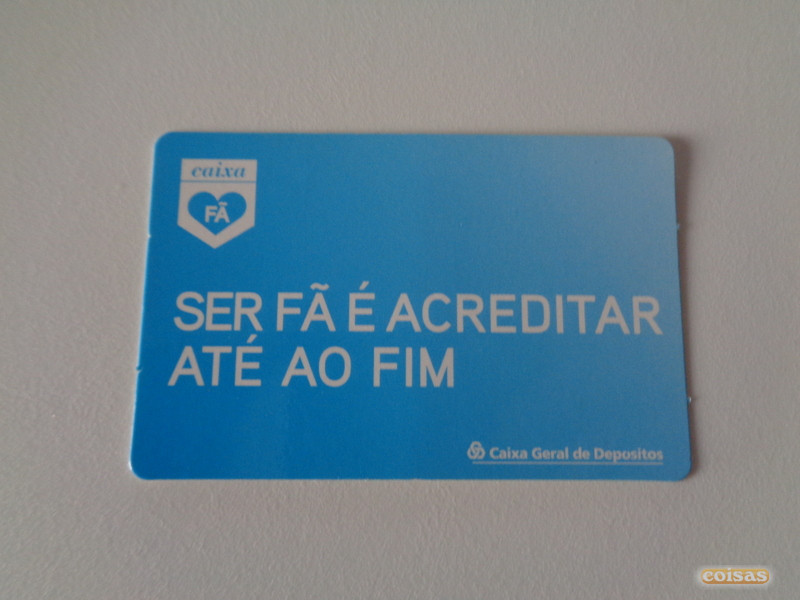 caixa
FÃ
SER FÃ É ACREDITAR
ATÉ AO FIM
Caixa Geral de Depositos
coisas